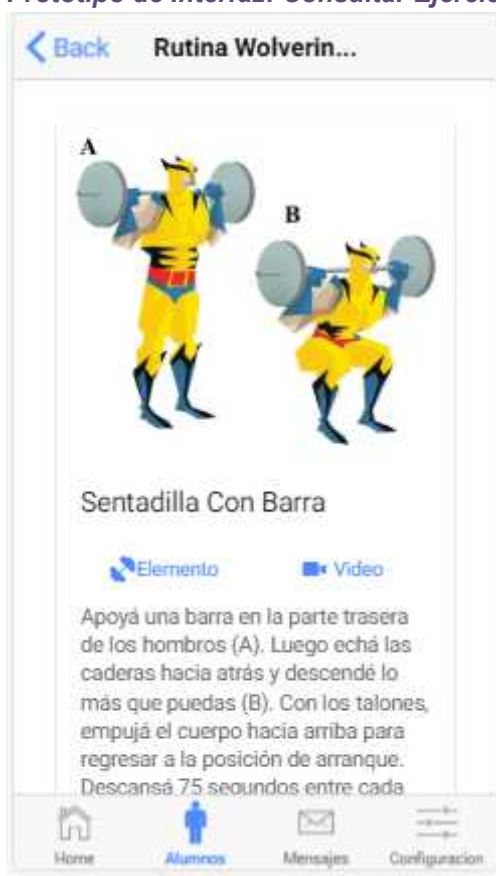 Prototipo de Interfaz: Consultar
Back
Rutina Wolverin...
A
B
Sentadilla Con Barra
Elemento
Video
Apoyá una barra en la parte trasera
de los hombros (A). Luego echá las
caderas hacia atrás y descendé lo
más que puedas (B). Con los talones,
empujá el cuerpo hacia arriba para
regresar a la posición de arranque.
Descansá 75 segundos entre cada
Home
Alumnos
Mensajes
Configuracion